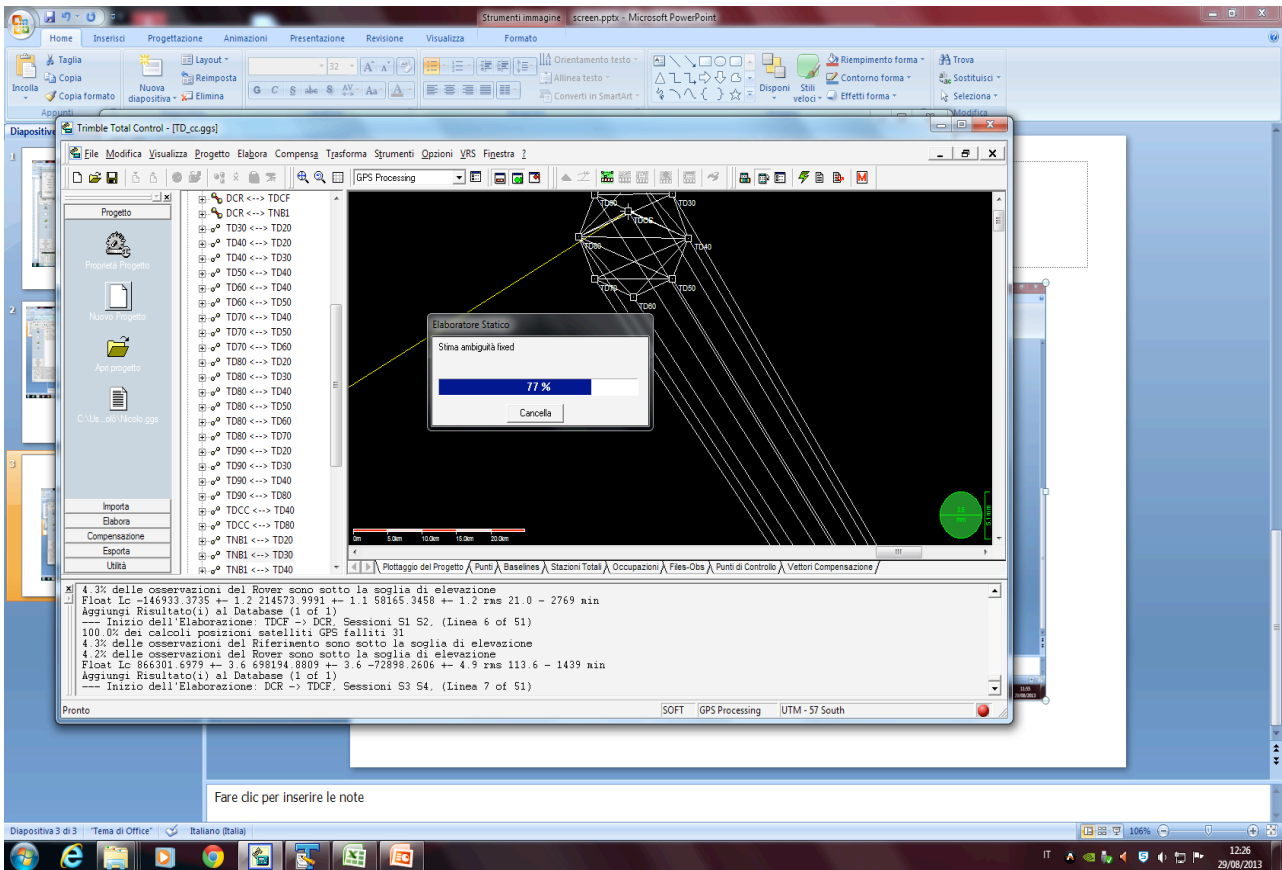 Strumenti immagine screen.pptx - Microsoft PowerPoint
Home Inserisci Progettazione Animazioni Presentazione Revisione Visualizza Formato
Incolla
Taglia
Copia
Copia formato
Appunti
Nuova diapositiva
Layout
Reimposta
Elimina
32
G C S abc S AV Aa A
Orientamento testo
Allinea testo
Converti in SmartArt
Disponi
Stili veloci
Riempimento forma
Contorno forma
Effetti forma
Trova
Sostituisci
Seleziona
Modifica
Diapositive
1
2
3
Trimble Total Control - [TD_cc.ggs]
File Modifica Visualizza Progetto Elabora Compensa Trasforma Strumenti Opzioni VRS Finestra ?
GPS Processing
M
Progetto
Proprietà Progetto
Nuovo Progetto
Apri progetto
C:\Us...olò\Nicolo.ggs
Importa
Elabora
Compensazione
Esporta
Utilità
DCR <--> TDCF
DCR <--> TNB1
TD30 <--> TD20
TD40 <--> TD20
TD40 <--> TD30
TD50 <--> TD40
TD60 <--> TD40
TD60 <--> TD50
TD70 <--> TD40
TD70 <--> TD50
TD70 <--> TD60
TD80 <--> TD20
TD80 <--> TD30
TD80 <--> TD40
TD80 <--> TD50
TD80 <--> TD60
TD80 <--> TD70
TD90 <--> TD20
TD90 <--> TD30
TD90 <--> TD40
TD90 <--> TD80
TDCC <--> TD40
TDCC <--> TD80
TNB1 <--> TD20
TNB1 <--> TD30
TNB1 <--> TD40
TD30
TD80
TD40
TD70
TD50
TD60
Elaboratore Statico
Stima ambiguità fixed
77 %
Cancella
0m 5.0km 10.0km 15.0km 20.0km
Plottaggio del Progetto Punti Baselines Stazioni Totali Occupazioni Files-Obs Punti di Controllo Vettori Compensazione
4.3% delle osservazioni del Rover sono sotto la soglia di elevazione
Float Lc -146933.3735 +- 1.2 214573.9991 +- 1.1 58165.3458 +- 1.2 rms 21.0 - 2769 min
Aggiungi Risultato(i) al Database (1 of 1)
--- Inizio dell'Elaborazione: TDCF -> DCR, Sessioni S1 S2, (Linea 6 of 51)
100.0% dei calcoli posizioni satelliti GPS falliti 31
4.3% delle osservazioni del Riferimento sono sotto la soglia di elevazione
4.2% delle osservazioni del Rover sono sotto la soglia di elevazione
Float Lc 866301.6979 +- 3.6 698194.8809 +- 3.6 -72898.2606 +- 4.9 rms 113.6 - 1439 min
Aggiungi Risultato(i) al Database (1 of 1)
--- Inizio dell'Elaborazione: DCR -> TDCF, Sessioni S3 S4, (Linea 7 of 51)
Pronto SOFT GPS Processing UTM - 57 South
Fare clic per inserire le note
Diapositiva 3 di 3 "Tema di Office" Italiano (Italia) 106%
IT 12:26
29/08/2013